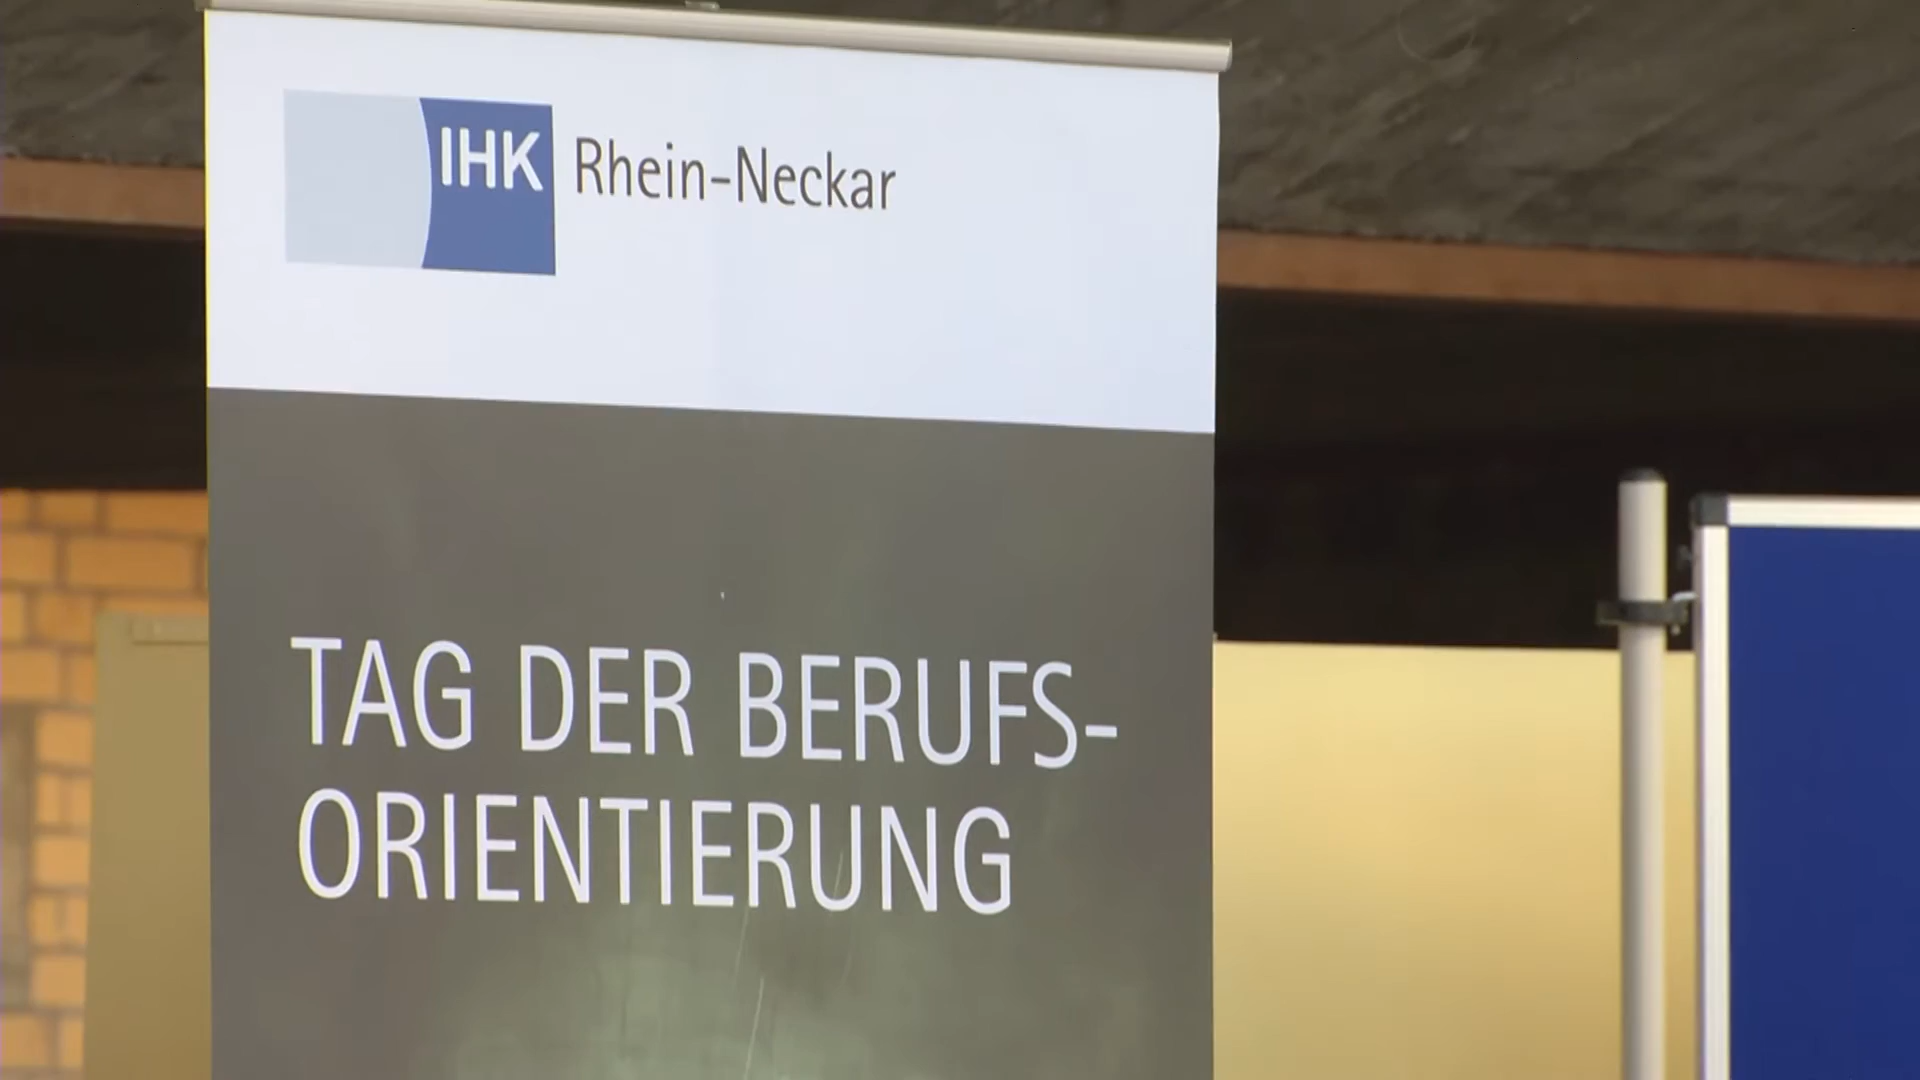 IHK Rhein-Neckar
TAG DER BERUFS-
ORIENTIERUNG